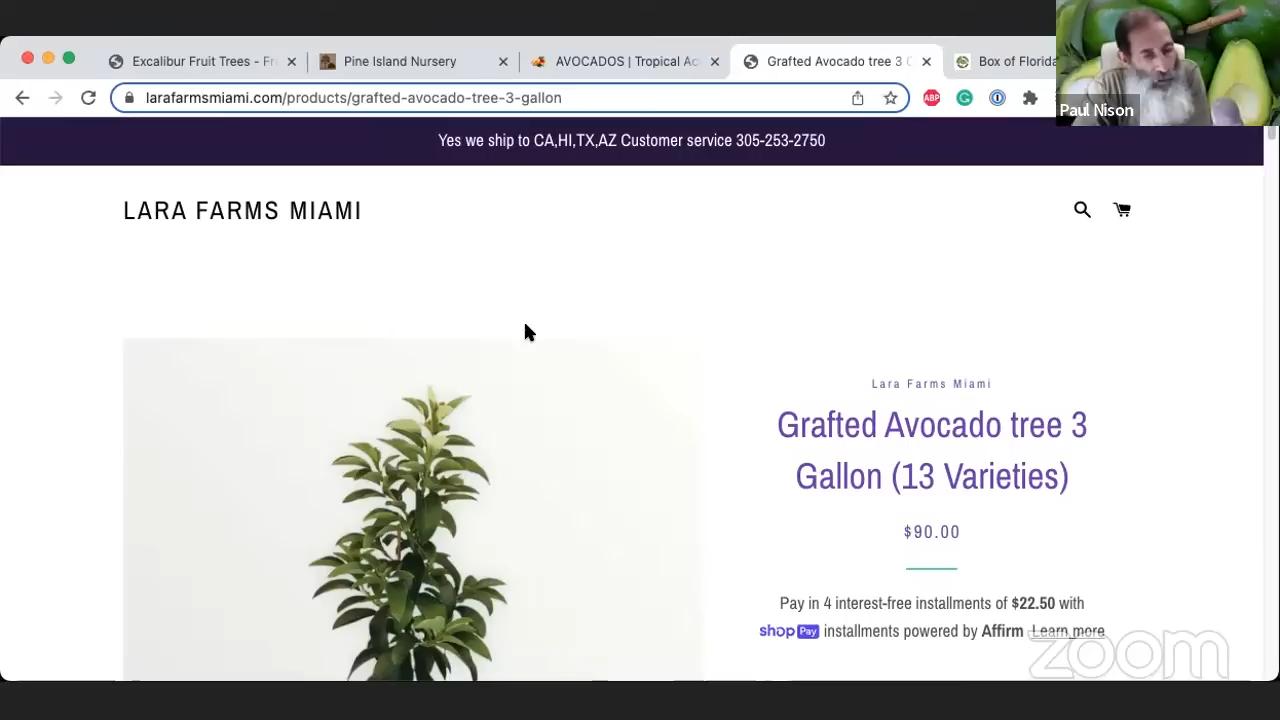 Excalibur Fruit Trees - Fr
Pine Island Nursery
AVOCADOS | Tropical Ac
Grafted Avocado tree 3 G
Box of Florida
larafarmsmiami.com/products/grafted-avocado-tree-3-gallon
ABP
Paul Nison
Yes we ship to CA,HI,TX,AZ Customer service 305-253-2750
LARA FARMS MIAMI
Lara Farms Miami
Grafted Avocado tree 3
Gallon (13 Varieties)
$90.00
Pay in 4 interest-free installments of $22.50 with
shop Pay installments powered by Affirm Learn more
zoom